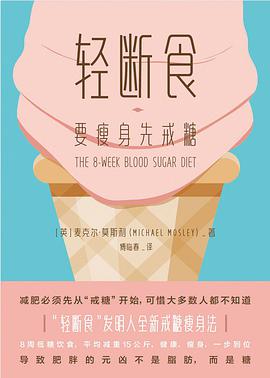 轻断食
要瘦身先戒糖
THE 8-WEEK BLOOD SUGAR DIET
[英]麦克尔·莫斯利(MICHAEL MOSLEY)_著
傅临春_译
减肥必须先从“戒糖”开始,可惜大多数人都不知道
“轻断食”发明人全新戒糖瘦身法
8周低糖饮食,平均减重15公斤,健康,瘦身,一步到位
导致肥胖的元凶不是脂肪,而是糖